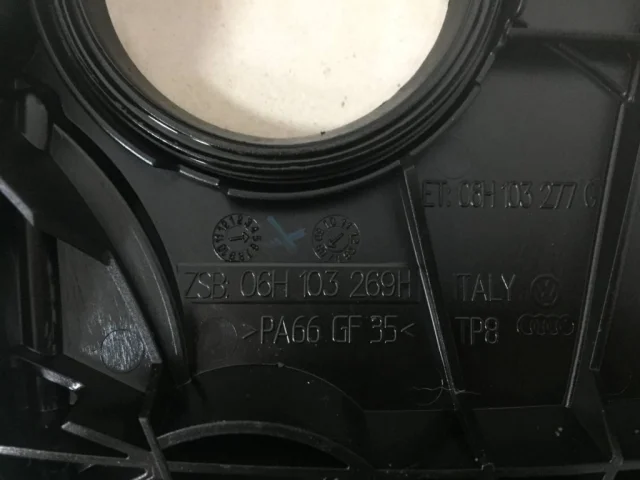 ET: 06H 103 277 G
ZSB: 06H 103 269H
ITALY
>PA66 GF 35<
TP8